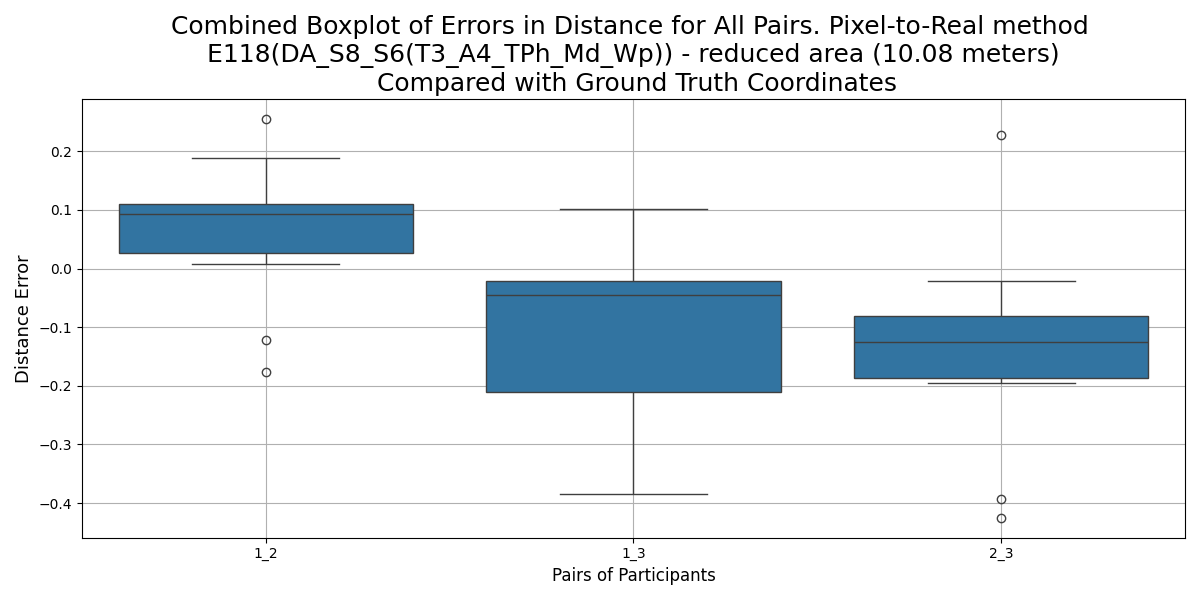 Combined Boxplot of Errors in Distance for All Pairs. Pixel-to-Real method
E118(DA_S8_S6(T3_A4_TPh_Md_Wp)) - reduced area (10.08 meters)
Compared with Ground Truth Coordinates
Distance Error
0.2
0.1
0.0
−0.1
−0.2
−0.3
−0.4
1_2
1_3
2_3
Pairs of Participants